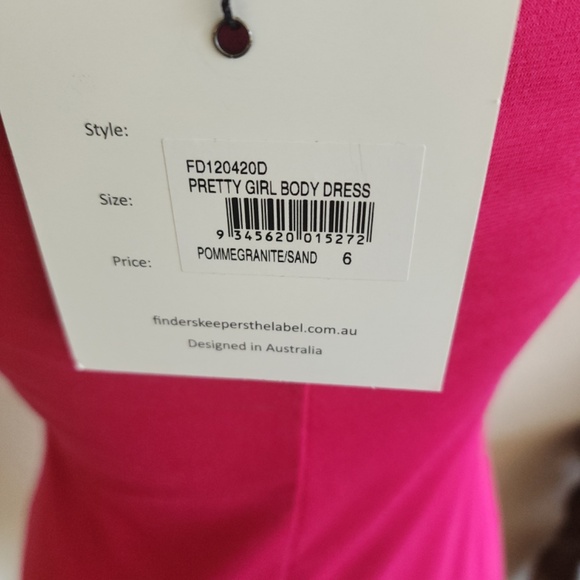 Style:
FD120420D
PRETTY GIRL BODY DRESS
Size:
9 345620 015272
Price:
POMMEGRANITE/SAND 6
finderskeepersthelabel.com.au
Designed in Australia